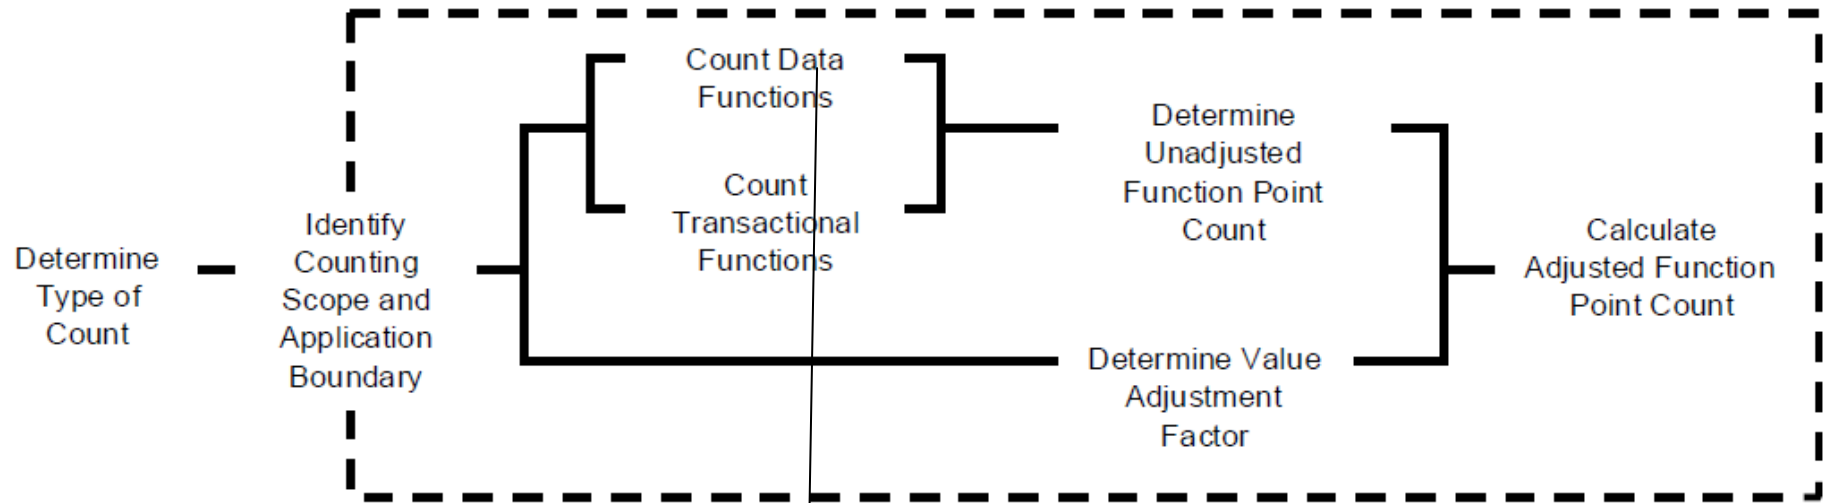 Determine
Type of
Count
Identify
Counting
Scope and
Application
Boundary
Count Data
Functions
Count
Transactional
Functions
Determine
Unadjusted
Function Point
Count
Determine Value
Adjustment
Factor
Calculate
Adjusted Function
Point Count